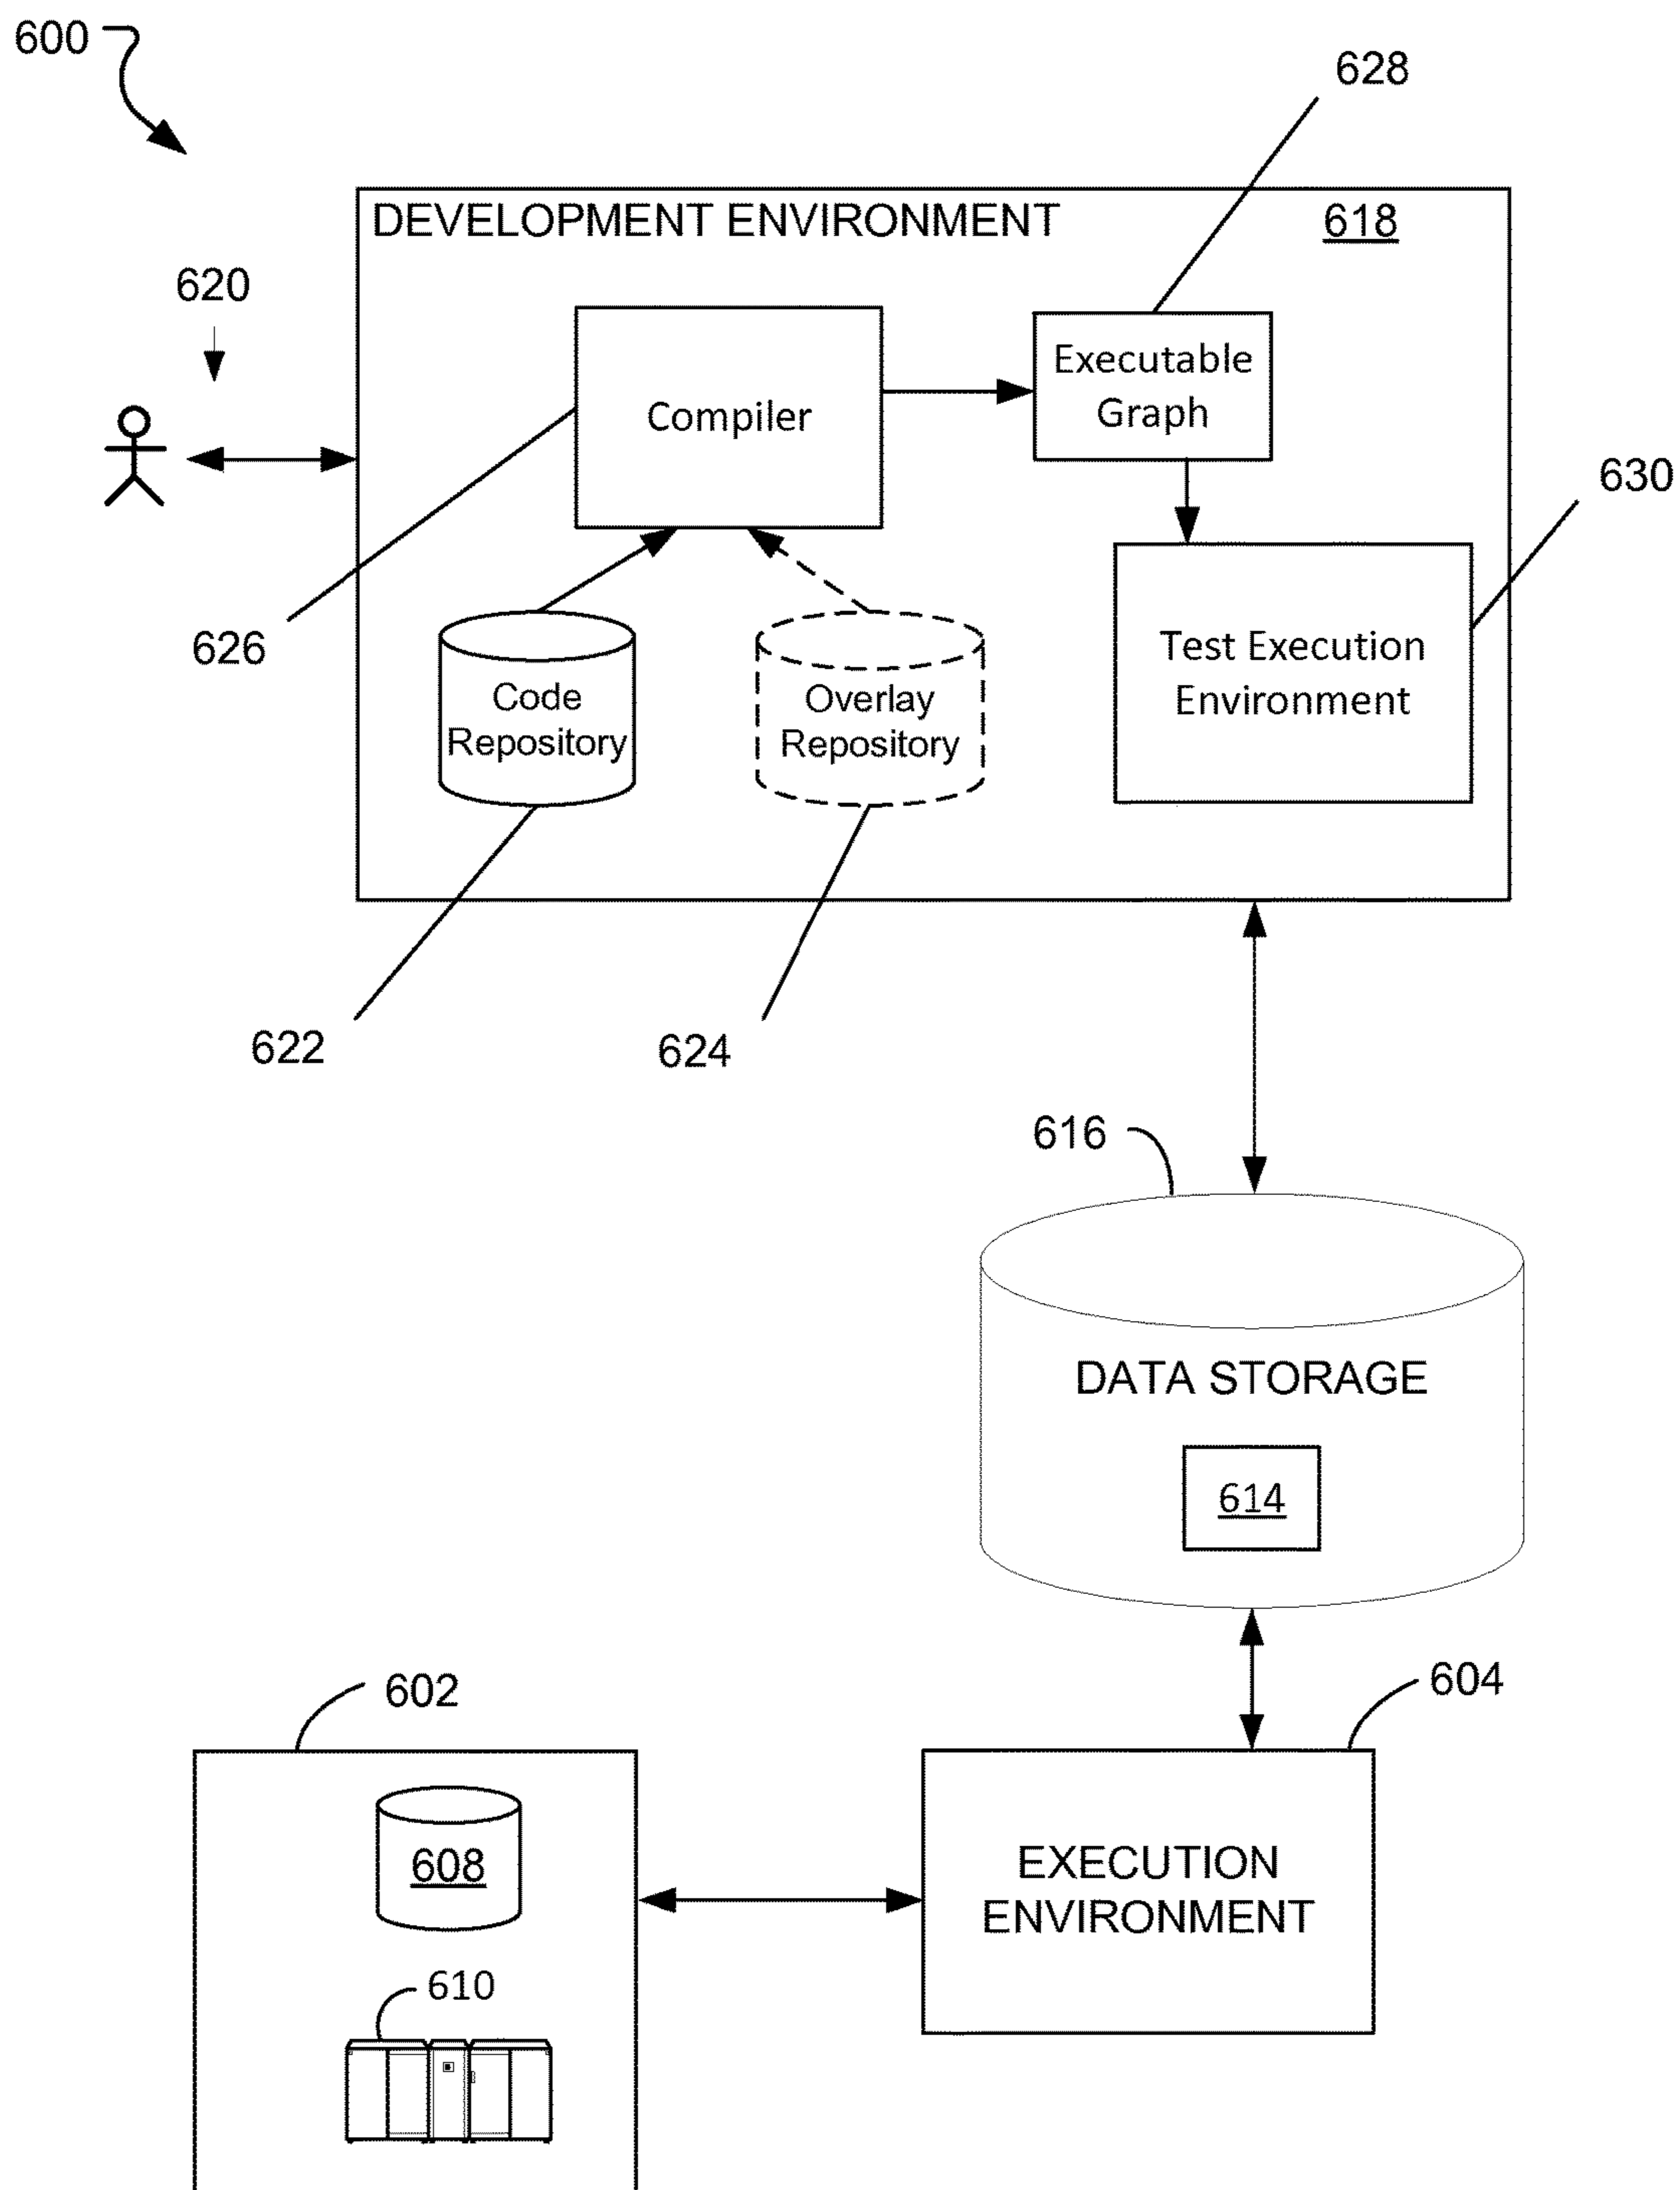 600
628
DEVELOPMENT ENVIRONMENT 618
620
Compiler
Executable
Graph
630
626
Test Execution
Environment
Code
Repository
Overlay
Repository
622
624
616
DATA STORAGE
614
602
604
608
EXECUTION
ENVIRONMENT
610